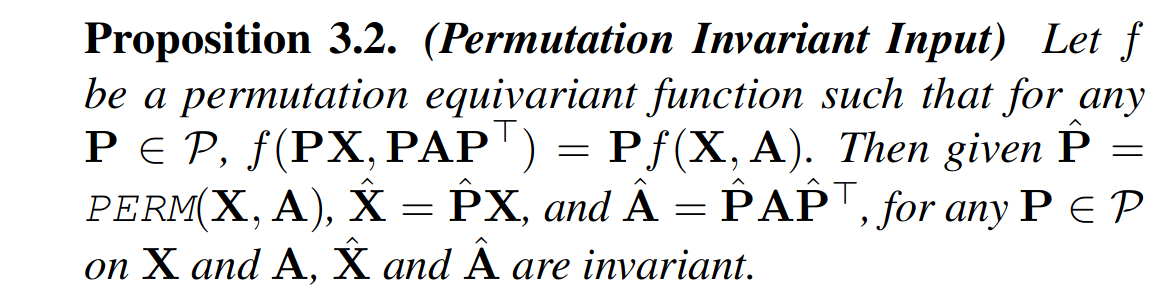 Proposition 3.2. (Permutation Invariant Input) Let f
be a permutation equivariant function such that for any
P ∈ 𝒫, f(PX, PAP⊤) = Pf(X, A). Then given P̂ =
PERM(X, A), X̂ = P̂X, and Â = P̂AP̂⊤, for any P ∈ 𝒫
on X and A, X̂ and Â are invariant.